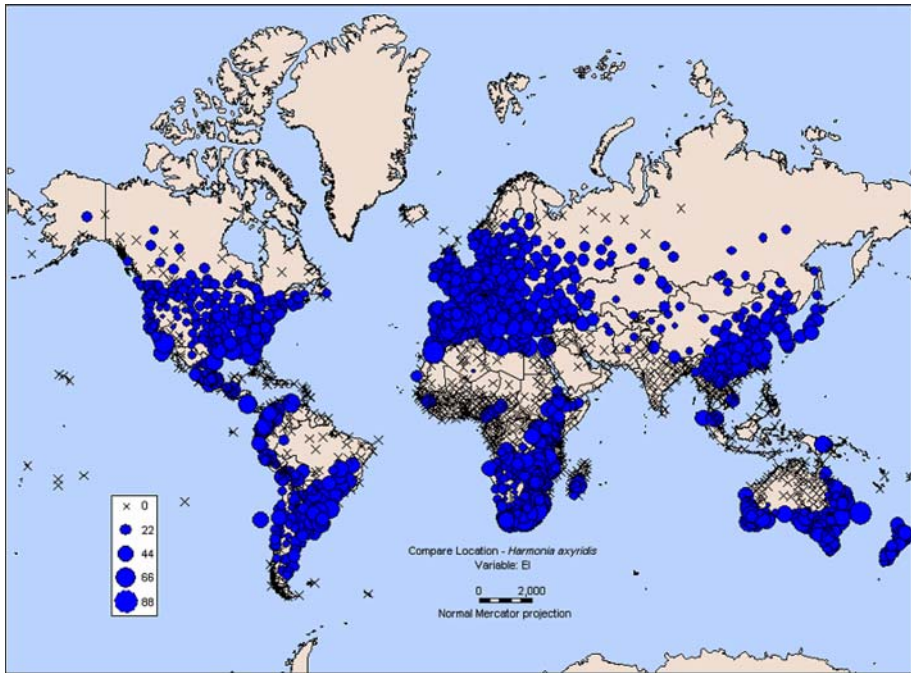 0
22
44
66
88
Compare Location - Harmonia axyridis
Variable: EI
0 2,000
Normal Mercator projection